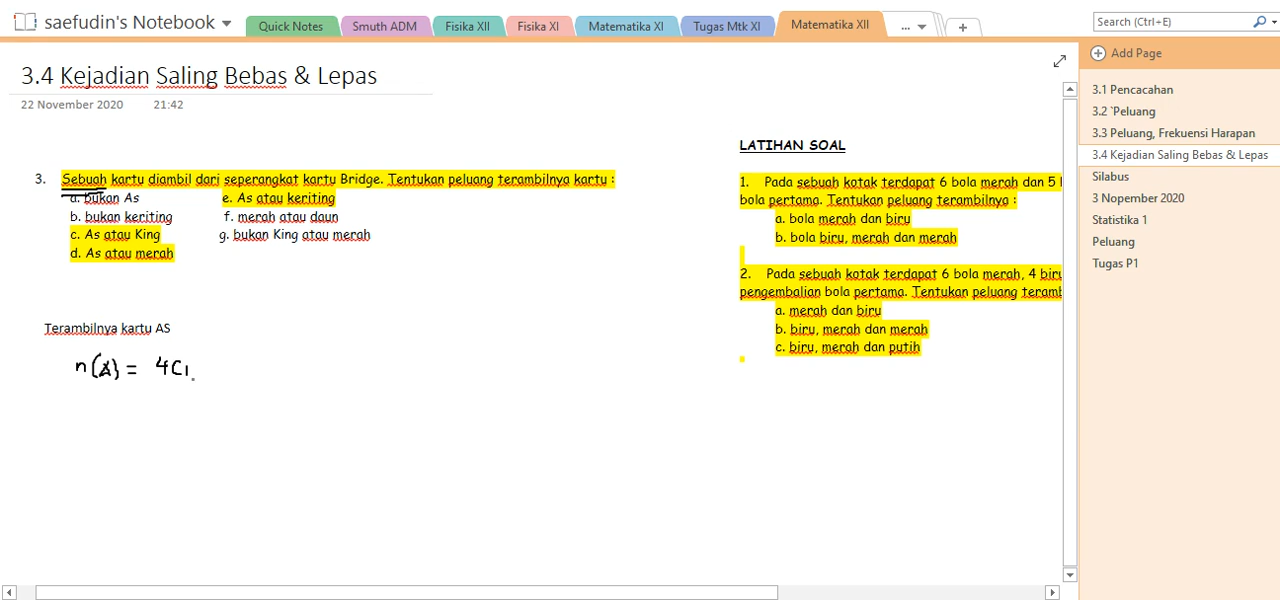 saefudin's Notebook
Quick Notes
Smuth ADM
Fisika XII
Fisika XI
Matematika XI
Tugas Mtk XI
Matematika XII
...
+
Search (Ctrl+E)
3.4 Kejadian Saling Bebas & Lepas
22 November 2020 21:42
3. Sebuah kartu diambil dari seperangkat kartu Bridge. Tentukan peluang terambilnya kartu :
a. bukan As
e. As atau keriting
b. bukan keriting
f. merah atau daun
c. As atau King
g. bukan King atau merah
d. As atau merah
Terambilnya kartu AS
n(A) = 4C1
LATIHAN SOAL
1. Pada sebuah kotak terdapat 6 bola merah dan 5
bola pertama. Tentukan peluang terambilnya :
a. bola merah dan biru
b. bola biru, merah dan merah
2. Pada sebuah kotak terdapat 6 bola merah, 4 biru
pengembalian bola pertama. Tentukan peluang teramb
a. merah dan biru
b. biru, merah dan merah
c. biru, merah dan putih
Add Page
3.1 Pencacahan
3.2 `Peluang
3.3 Peluang, Frekuensi Harapan
3.4 Kejadian Saling Bebas & Lepas
Silabus
3 Nopember 2020
Statistika 1
Peluang
Tugas P1